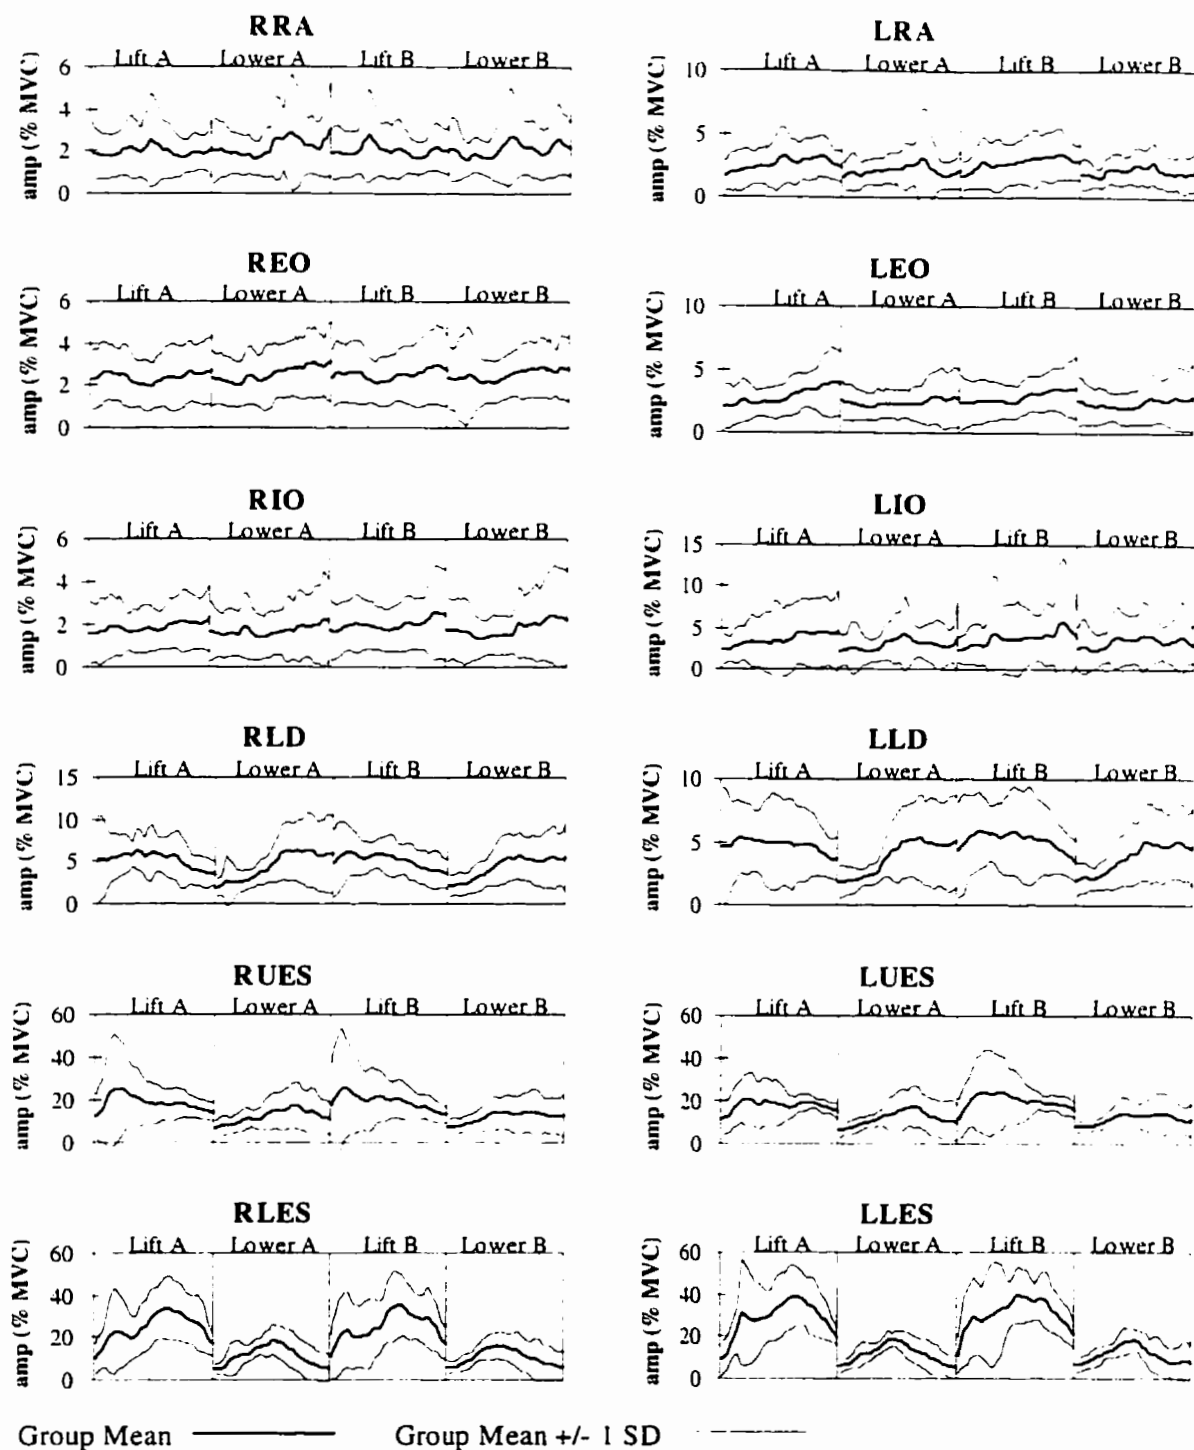 RRA
LRA
Lift A Lower A Lift B Lower B
Lift A Lower A Lift B Lower B
amp (% MVC)
6
4
2
0
amp (% MVC)
10
5
0
REO
LEO
Lift A Lower A Lift B Lower B
Lift A Lower A Lift B Lower B
amp (% MVC)
6
4
2
0
amp (% MVC)
10
5
0
RIO
LIO
Lift A Lower A Lift B Lower B
Lift A Lower A Lift B Lower B
amp (% MVC)
6
4
2
0
amp (% MVC)
15
10
5
0
RLD
LLD
Lift A Lower A Lift B Lower B
Lift A Lower A Lift B Lower B
amp (% MVC)
15
10
5
0
amp (% MVC)
10
5
0
RUES
LUES
Lift A Lower A Lift B Lower B
Lift A Lower A Lift B Lower B
amp (% MVC)
60
40
20
0
amp (% MVC)
60
40
20
0
RLES
LLES
Lift A Lower A Lift B Lower B
Lift A Lower A Lift B Lower B
amp (% MVC)
60
40
20
0
amp (% MVC)
60
40
20
0
Group Mean Group Mean +/- 1 SD